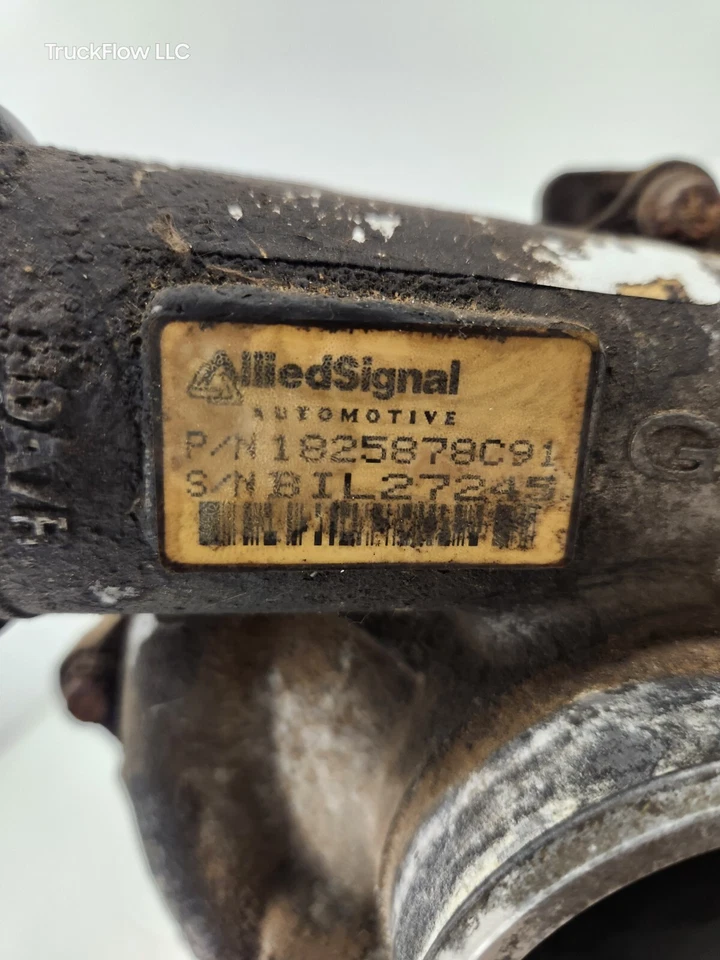 TruckFlow LLC
AlliedSignal
AUTOMOTIVE
P/N 1825878C91
S/N BIL27245
G